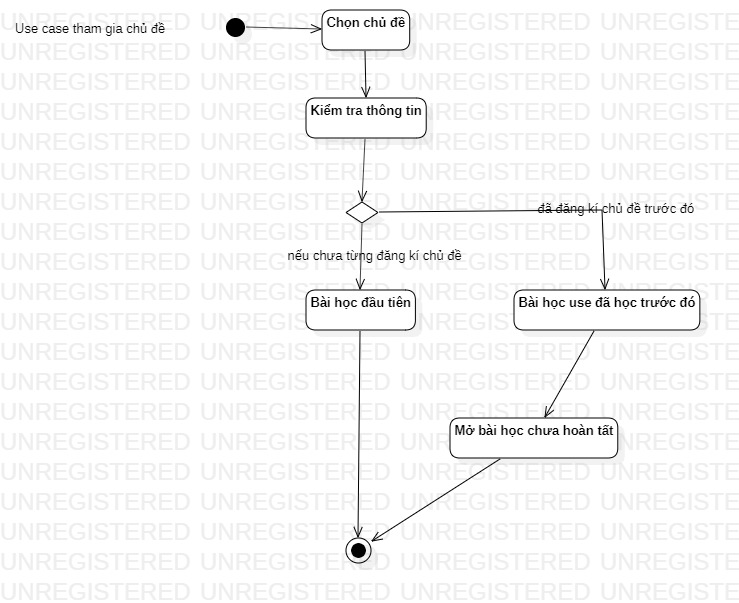 Use case tham gia chủ đề
Chọn chủ đề
Kiểm tra thông tin
đã đăng kí chủ đề trước đó
nếu chưa từng đăng kí chủ đề
Bài học đầu tiên
Bài học use đã học trước đó
Mở bài học chưa hoàn tất
UNREGISTERED UNREGISTERED UNREGISTERED UNREGISTE